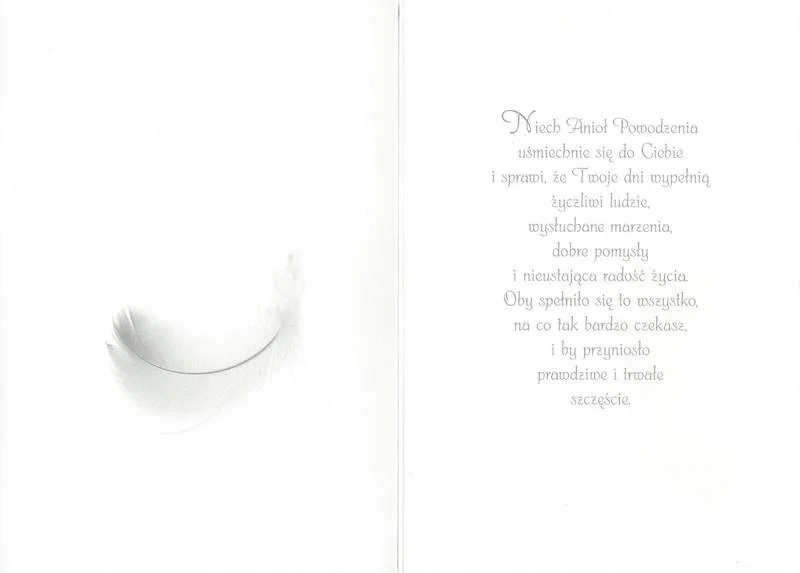 Niech Anioł Powodzenia
uśmiechnie się do Ciebie
i sprawi, że Twoje dni wypełnią
życzliwi ludzie,
wysłuchane marzenia,
dobre pomysły
i nieustająca radość życia.
Oby spełniło się to wszystko,
na co tak bardzo czekasz,
i by przyniosło
prawdziwe i trwałe
szczęście.